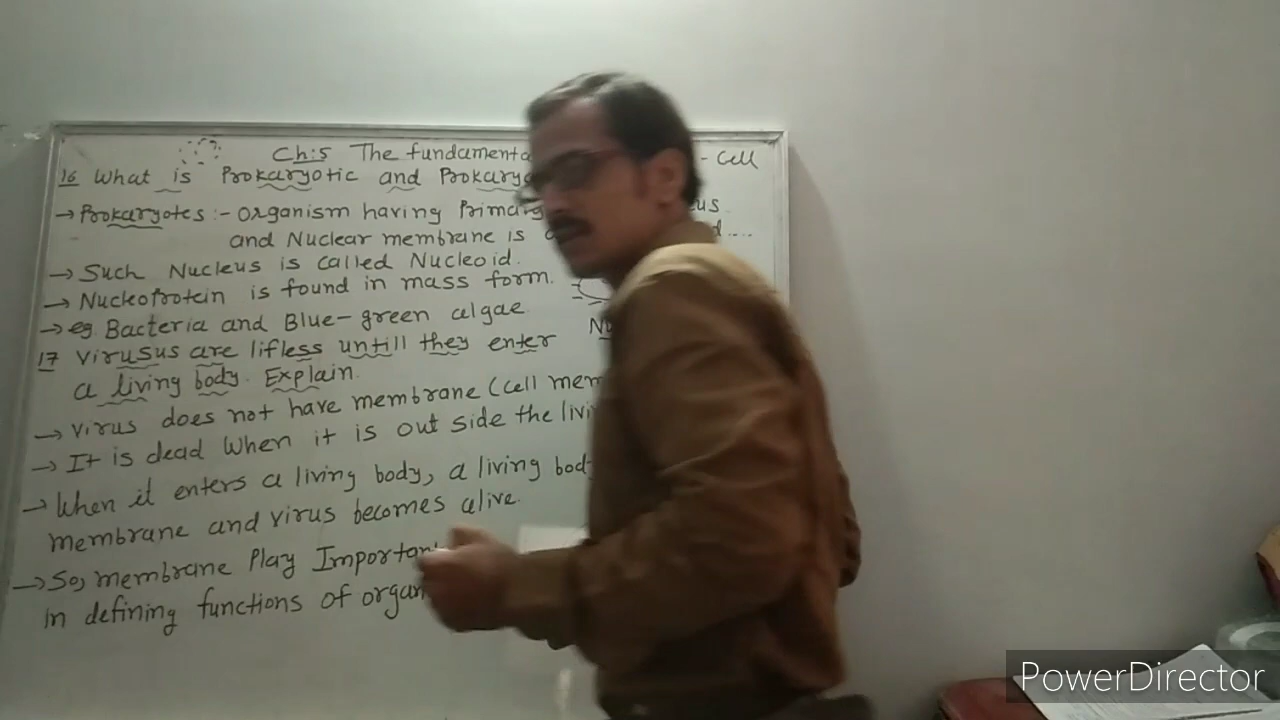 Ch:5 The fundamenta - Cell
16 What is Prokaryotic and Prokaryo
→ Prokaryotes :- Organism having Primary eus
and Nuclear membrane is d....
→ Such Nucleus is called Nucleoid.
→ Nucleoprotein is found in mass form.
→ eg Bacteria and Blue-green algae
17 Virusus are lifless untill they enter
a living body. Explain.
→ Virus does not have membrane (cell mem
→ It is dead When it is out side the livi
→ When it enters a living body, a living body
membrane and virus becomes alive.
→ So, membrane Play Important
in defining functions of organ
PowerDirector